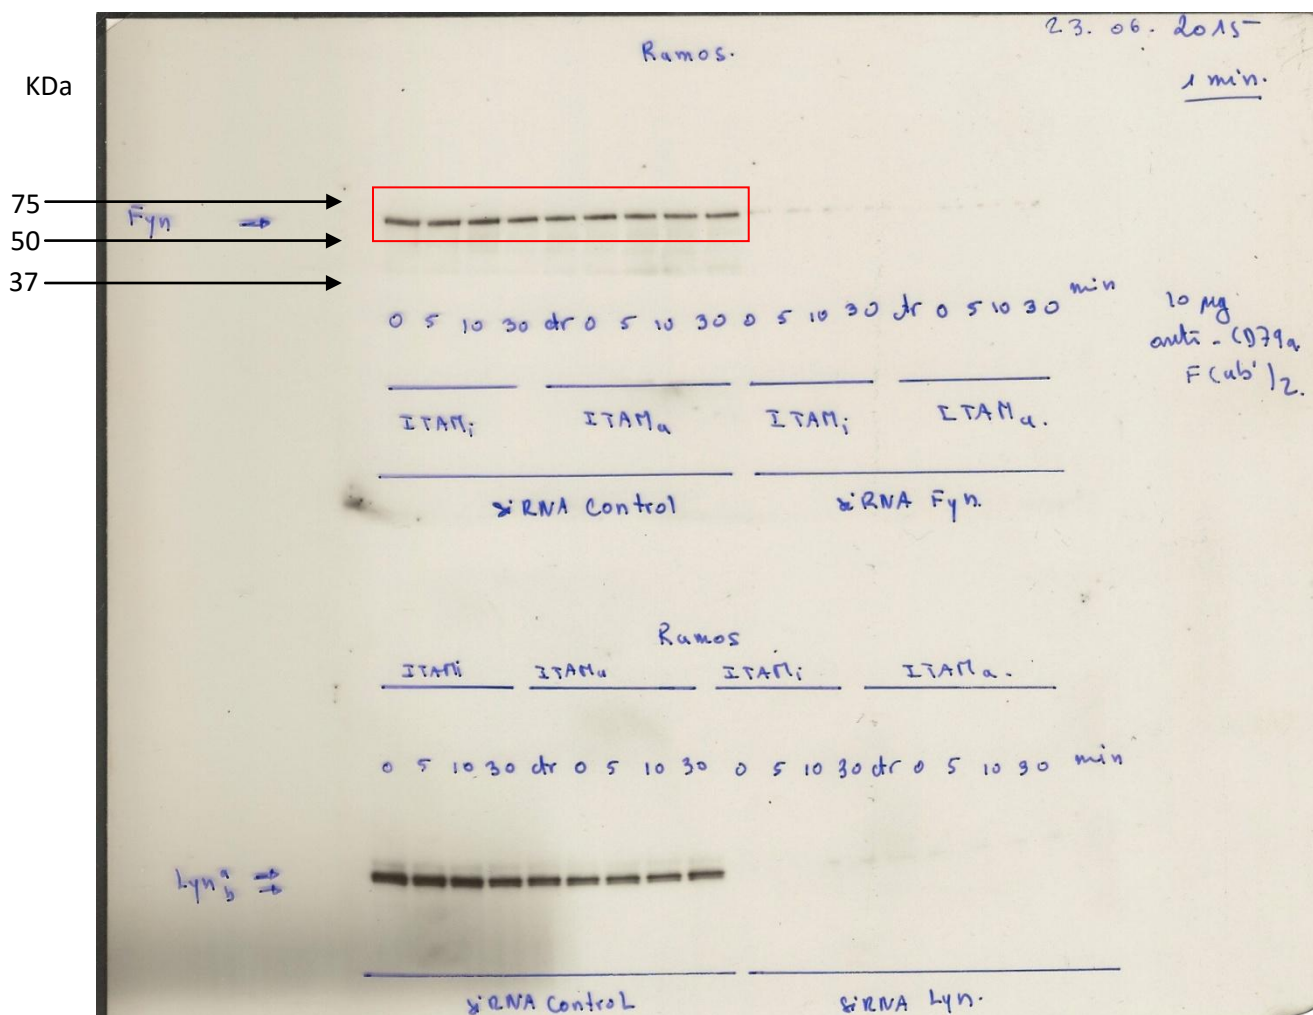 23. 06. 2015
Ramos.
1 min.
KDa
75
Fyn
50
37
0 5 10 30 ctr 0 5 10 30 0 5 10 30 ctr 0 5 10 30 min
10 µg
anti-CD79a
F(ab')2.
ITAMi ITAMa ITAMi ITAMa.
siRNA Control siRNA Fyn.
Ramos
ITAMi ITAMa ITAMi ITAMa.
0 5 10 30 ctr 0 5 10 30 0 5 10 30 ctr 0 5 10 30 min
Lyn a
b
siRNA Control siRNA Lyn.